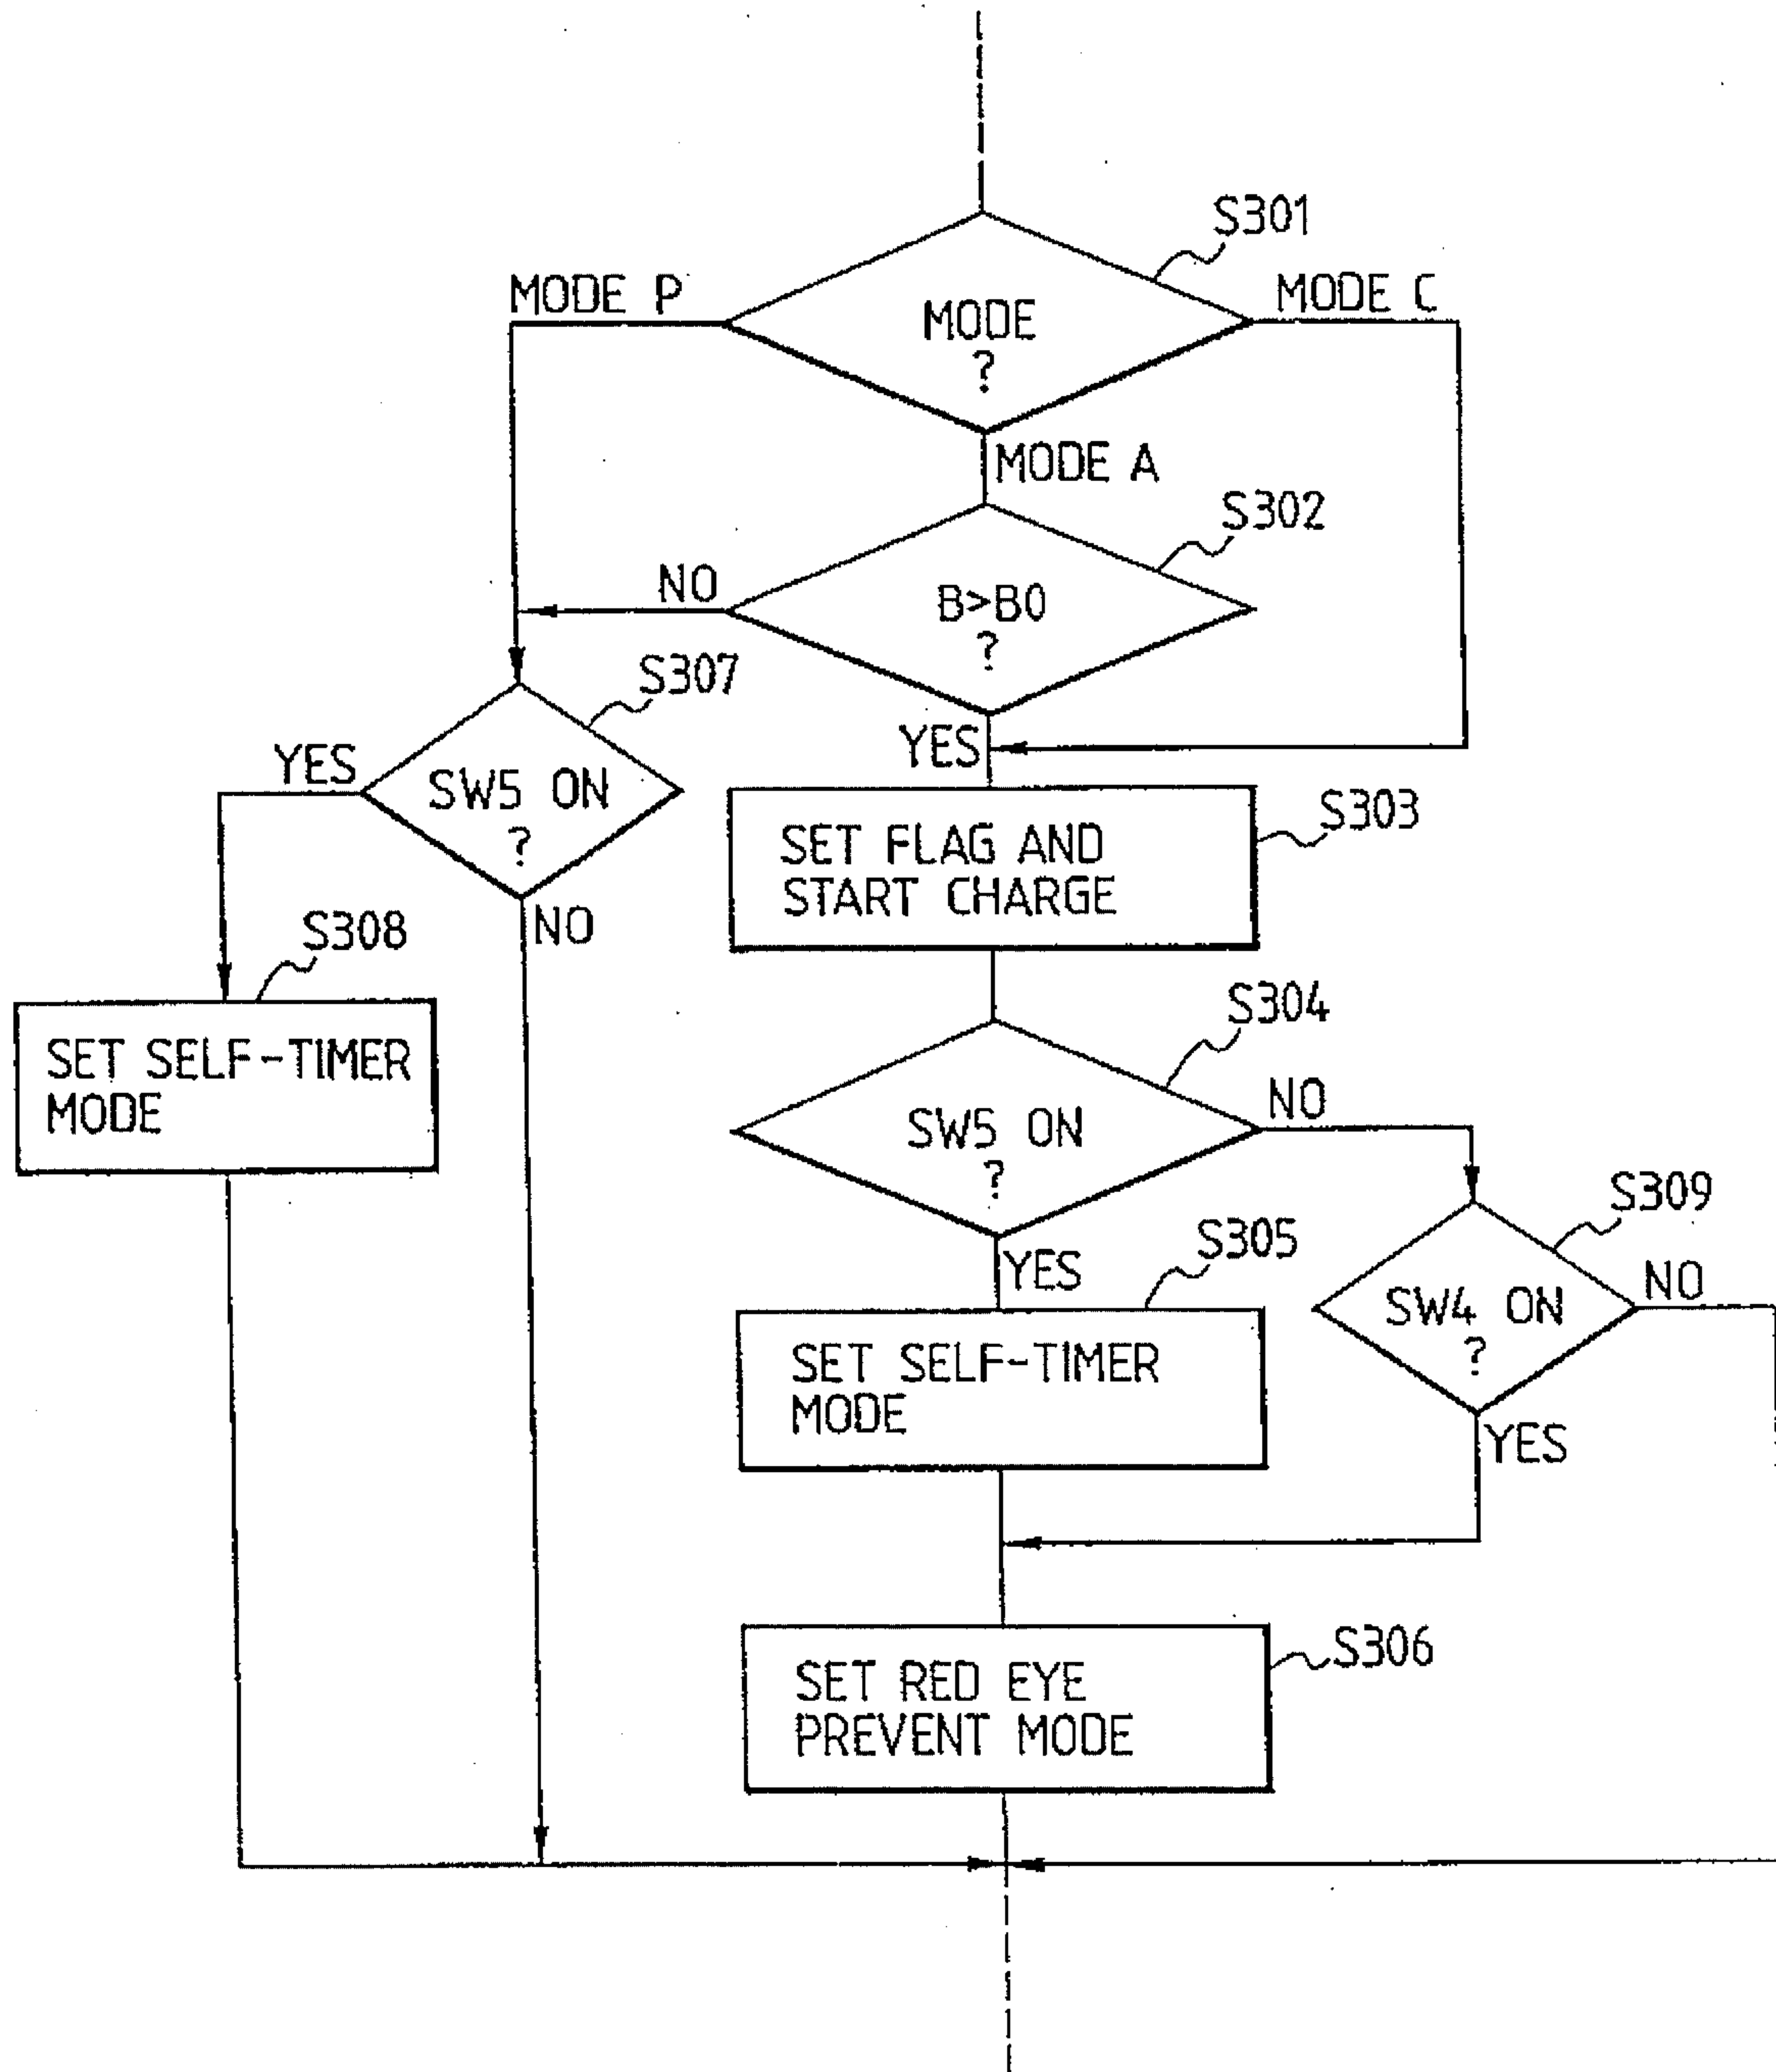 S301
MODE P
MODE C
MODE
?
MODE A
S302
NO
B>B0
?
S307
YES
YES
SW5 ON
?
S303
SET FLAG AND
START CHARGE
NO
S308
S304
SET SELF-TIMER
MODE
NO
SW5 ON
?
S309
S305
YES
NO
SW4 ON
?
SET SELF-TIMER
MODE
YES
S306
SET RED EYE
PREVENT MODE